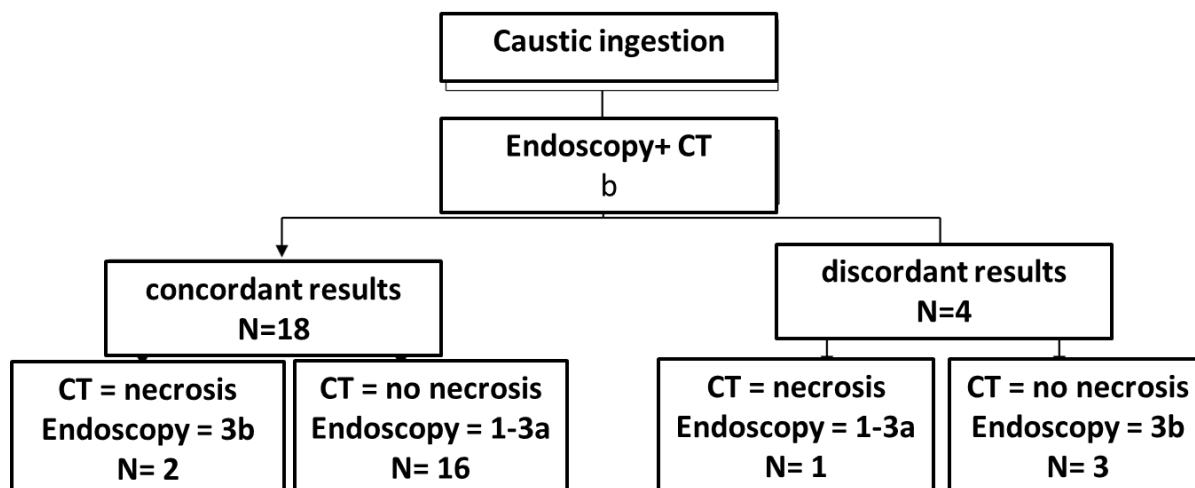 Caustic ingestion
Endoscopy+ CT
b
concordant results
N=18
discordant results
N=4
CT = necrosis
Endoscopy = 3b
N= 2
CT = no necrosis
Endoscopy = 1-3a
N= 16
CT = necrosis
Endoscopy = 1-3a
N= 1
CT = no necrosis
Endoscopy = 3b
N= 3